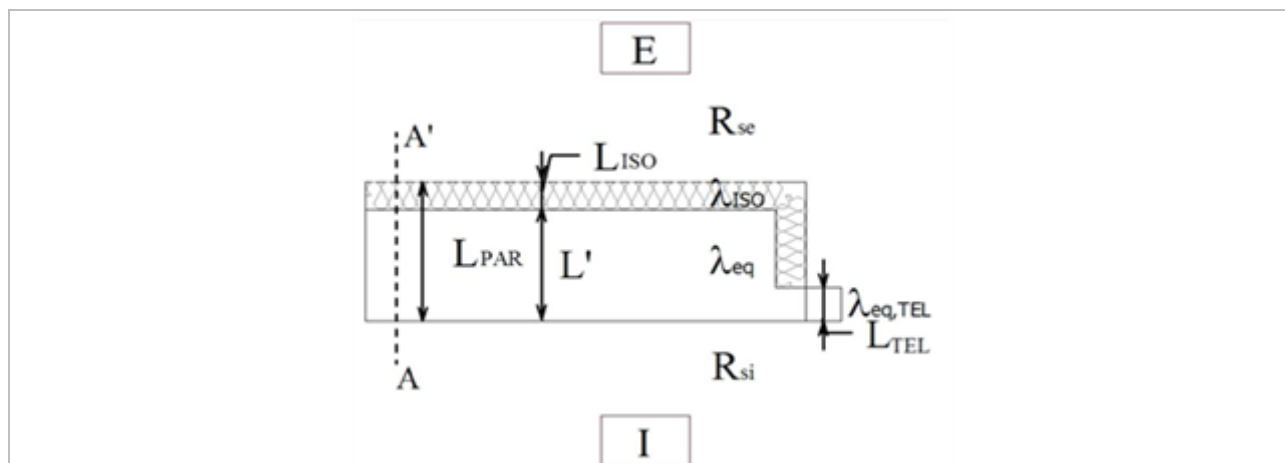 E
Rse
A'
LISO
λISO
LPAR
L'
λeq
λeq,TEL
LTEL
A
Rsi
I